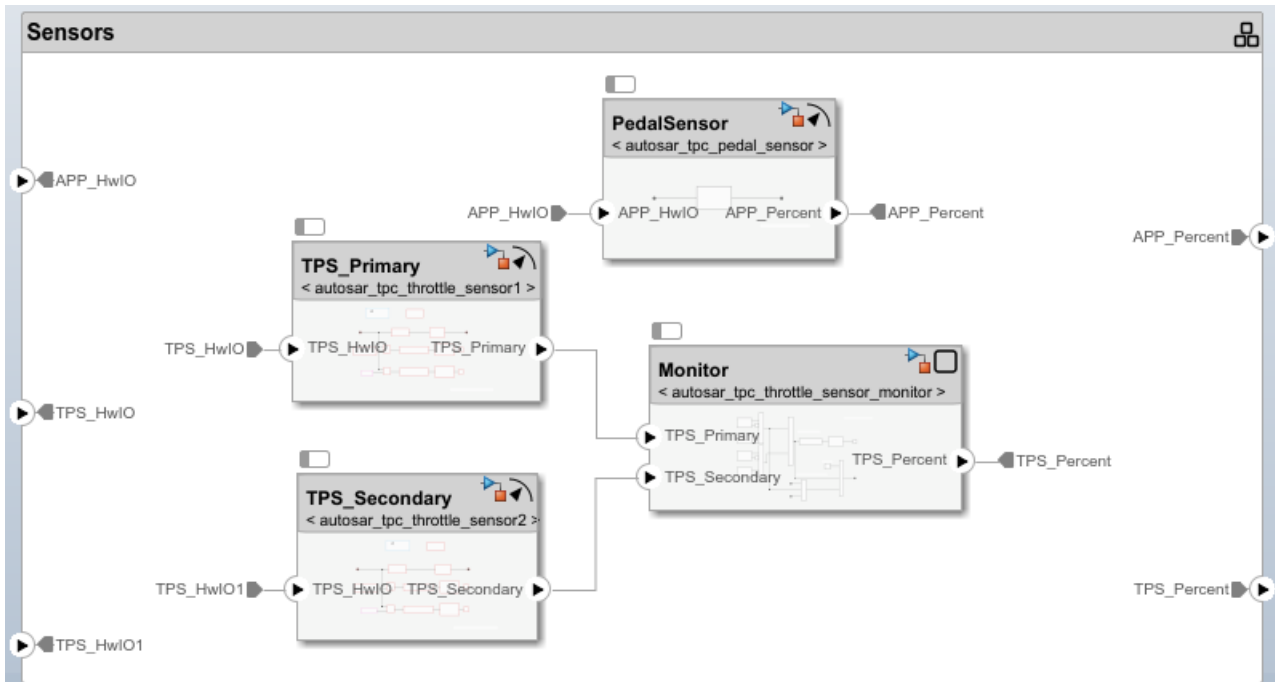 Sensors
PedalSensor
< autosar_tpc_pedal_sensor >
APP_HwIO
APP_HwIO
APP_HwIO
APP_Percent
APP_Percent
APP_Percent
TPS_Primary
< autosar_tpc_throttle_sensor1 >
TPS_HwIO
TPS_HwIO
TPS_Primary
Monitor
< autosar_tpc_throttle_sensor_monitor >
TPS_HwIO
TPS_Primary
TPS_Percent
TPS_Percent
TPS_Secondary
TPS_Secondary
< autosar_tpc_throttle_sensor2 >
TPS_HwIO1
TPS_HwIO
TPS_Secondary
TPS_Percent
TPS_HwIO1